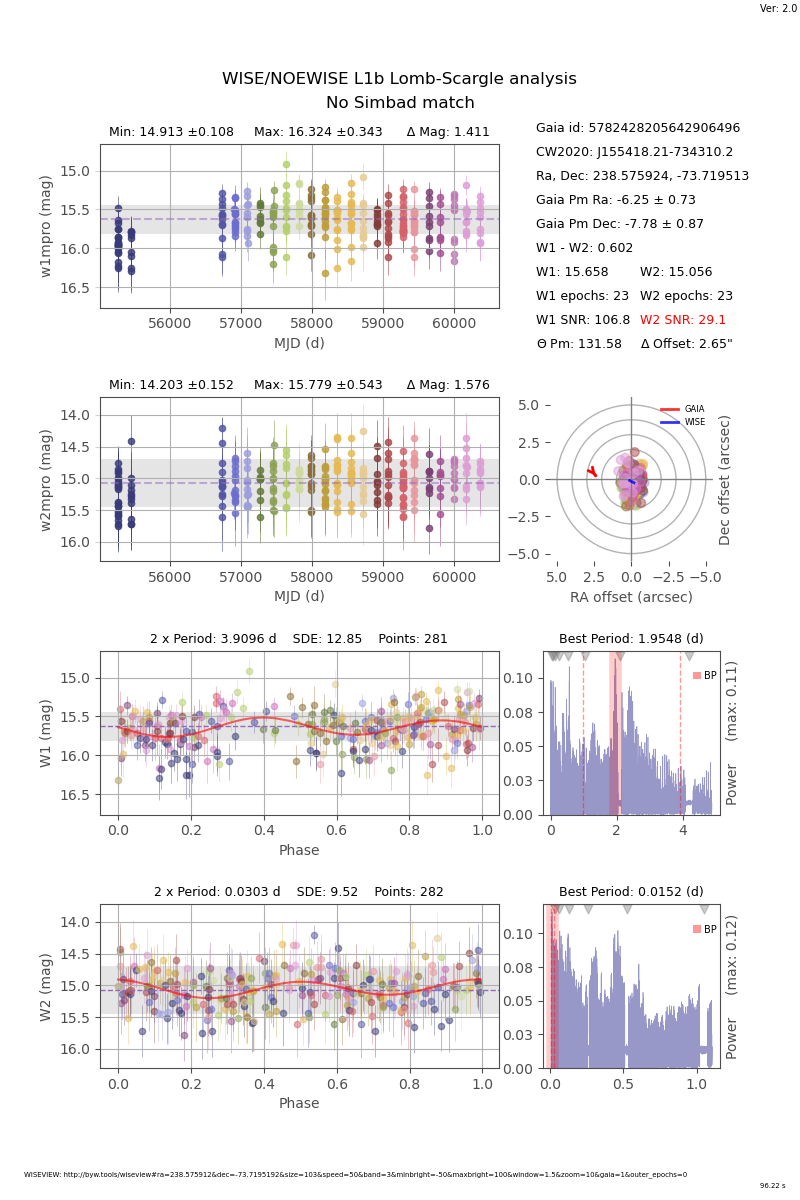 Ver: 2.0
WISE/NOEWISE L1b Lomb-Scargle analysis
No Simbad match
Min: 14.913 ±0.108 Max: 16.324 ±0.343 Δ Mag: 1.411
15.0
15.5
16.0
16.5
w1mpro (mag)
56000 57000 58000 59000 60000
MJD (d)
Gaia id: 5782428205642906496
CW2020: J155418.21-734310.2
Ra, Dec: 238.575924, -73.719513
Gaia Pm Ra: -6.25 ± 0.73
Gaia Pm Dec: -7.78 ± 0.87
W1 - W2: 0.602
W1: 15.658 W2: 15.056
W1 epochs: 23 W2 epochs: 23
W1 SNR: 106.8 W2 SNR: 29.1
Θ Pm: 131.58 Δ Offset: 2.65"
Min: 14.203 ±0.152 Max: 15.779 ±0.543 Δ Mag: 1.576
14.0
14.5
15.0
15.5
16.0
w2mpro (mag)
56000 57000 58000 59000 60000
MJD (d)
GAIA
WISE
5.0
2.5
0.0
−2.5
−5.0
Dec offset (arcsec)
5.0 2.5 0.0 −2.5 −5.0
RA offset (arcsec)
2 x Period: 3.9096 d SDE: 12.85 Points: 281
15.0
15.5
16.0
16.5
W1 (mag)
0.0 0.2 0.4 0.6 0.8 1.0
Phase
Best Period: 1.9548 (d)
BP
0.10
0.08
0.05
0.03
0.00
Power (max: 0.11)
0 2 4
2 x Period: 0.0303 d SDE: 9.52 Points: 282
14.0
14.5
15.0
15.5
16.0
W2 (mag)
0.0 0.2 0.4 0.6 0.8 1.0
Phase
Best Period: 0.0152 (d)
BP
0.10
0.08
0.05
0.03
0.00
Power (max: 0.12)
0.0 0.5 1.0
WISEVIEW: http://byw.tools/wiseview#ra=238.575912&dec=-73.7195192&size=103&speed=50&band=3&minbright=-50&maxbright=100&window=1.5&zoom=10&gaia=1&outer_epochs=0
96.22 s